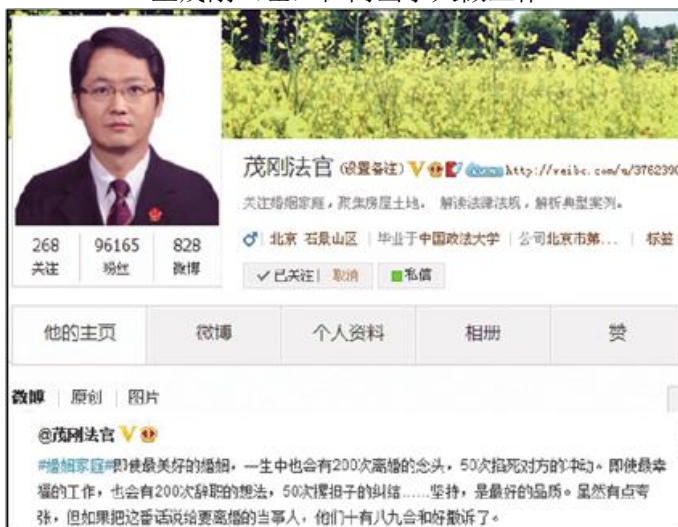 茂刚法官 (设置备注) http://weibo.com/u/3762390
关注婚姻家庭，聚焦房屋土地。 解读法律法规，解析典型案例。
268 96165 828
关注 粉丝 微博
北京 石景山区 | 毕业于中国政法大学 | 公司北京市第... | 标签
已关注 | 取消 私信
他的主页 微博 个人资料 相册 赞
微博 | 原创 | 图片
@茂刚法官
#婚姻家庭#即使最美好的婚姻，一生中也会有200次离婚的念头，50次掐死对方的冲动。即使最幸
福的工作，也会有200次辞职的想法，50次撂担子的纠结......坚持，是最好的品质。虽然有点夸
张，但如果把这番话说给要离婚的当事人，他们十有八九会和好撤诉了。